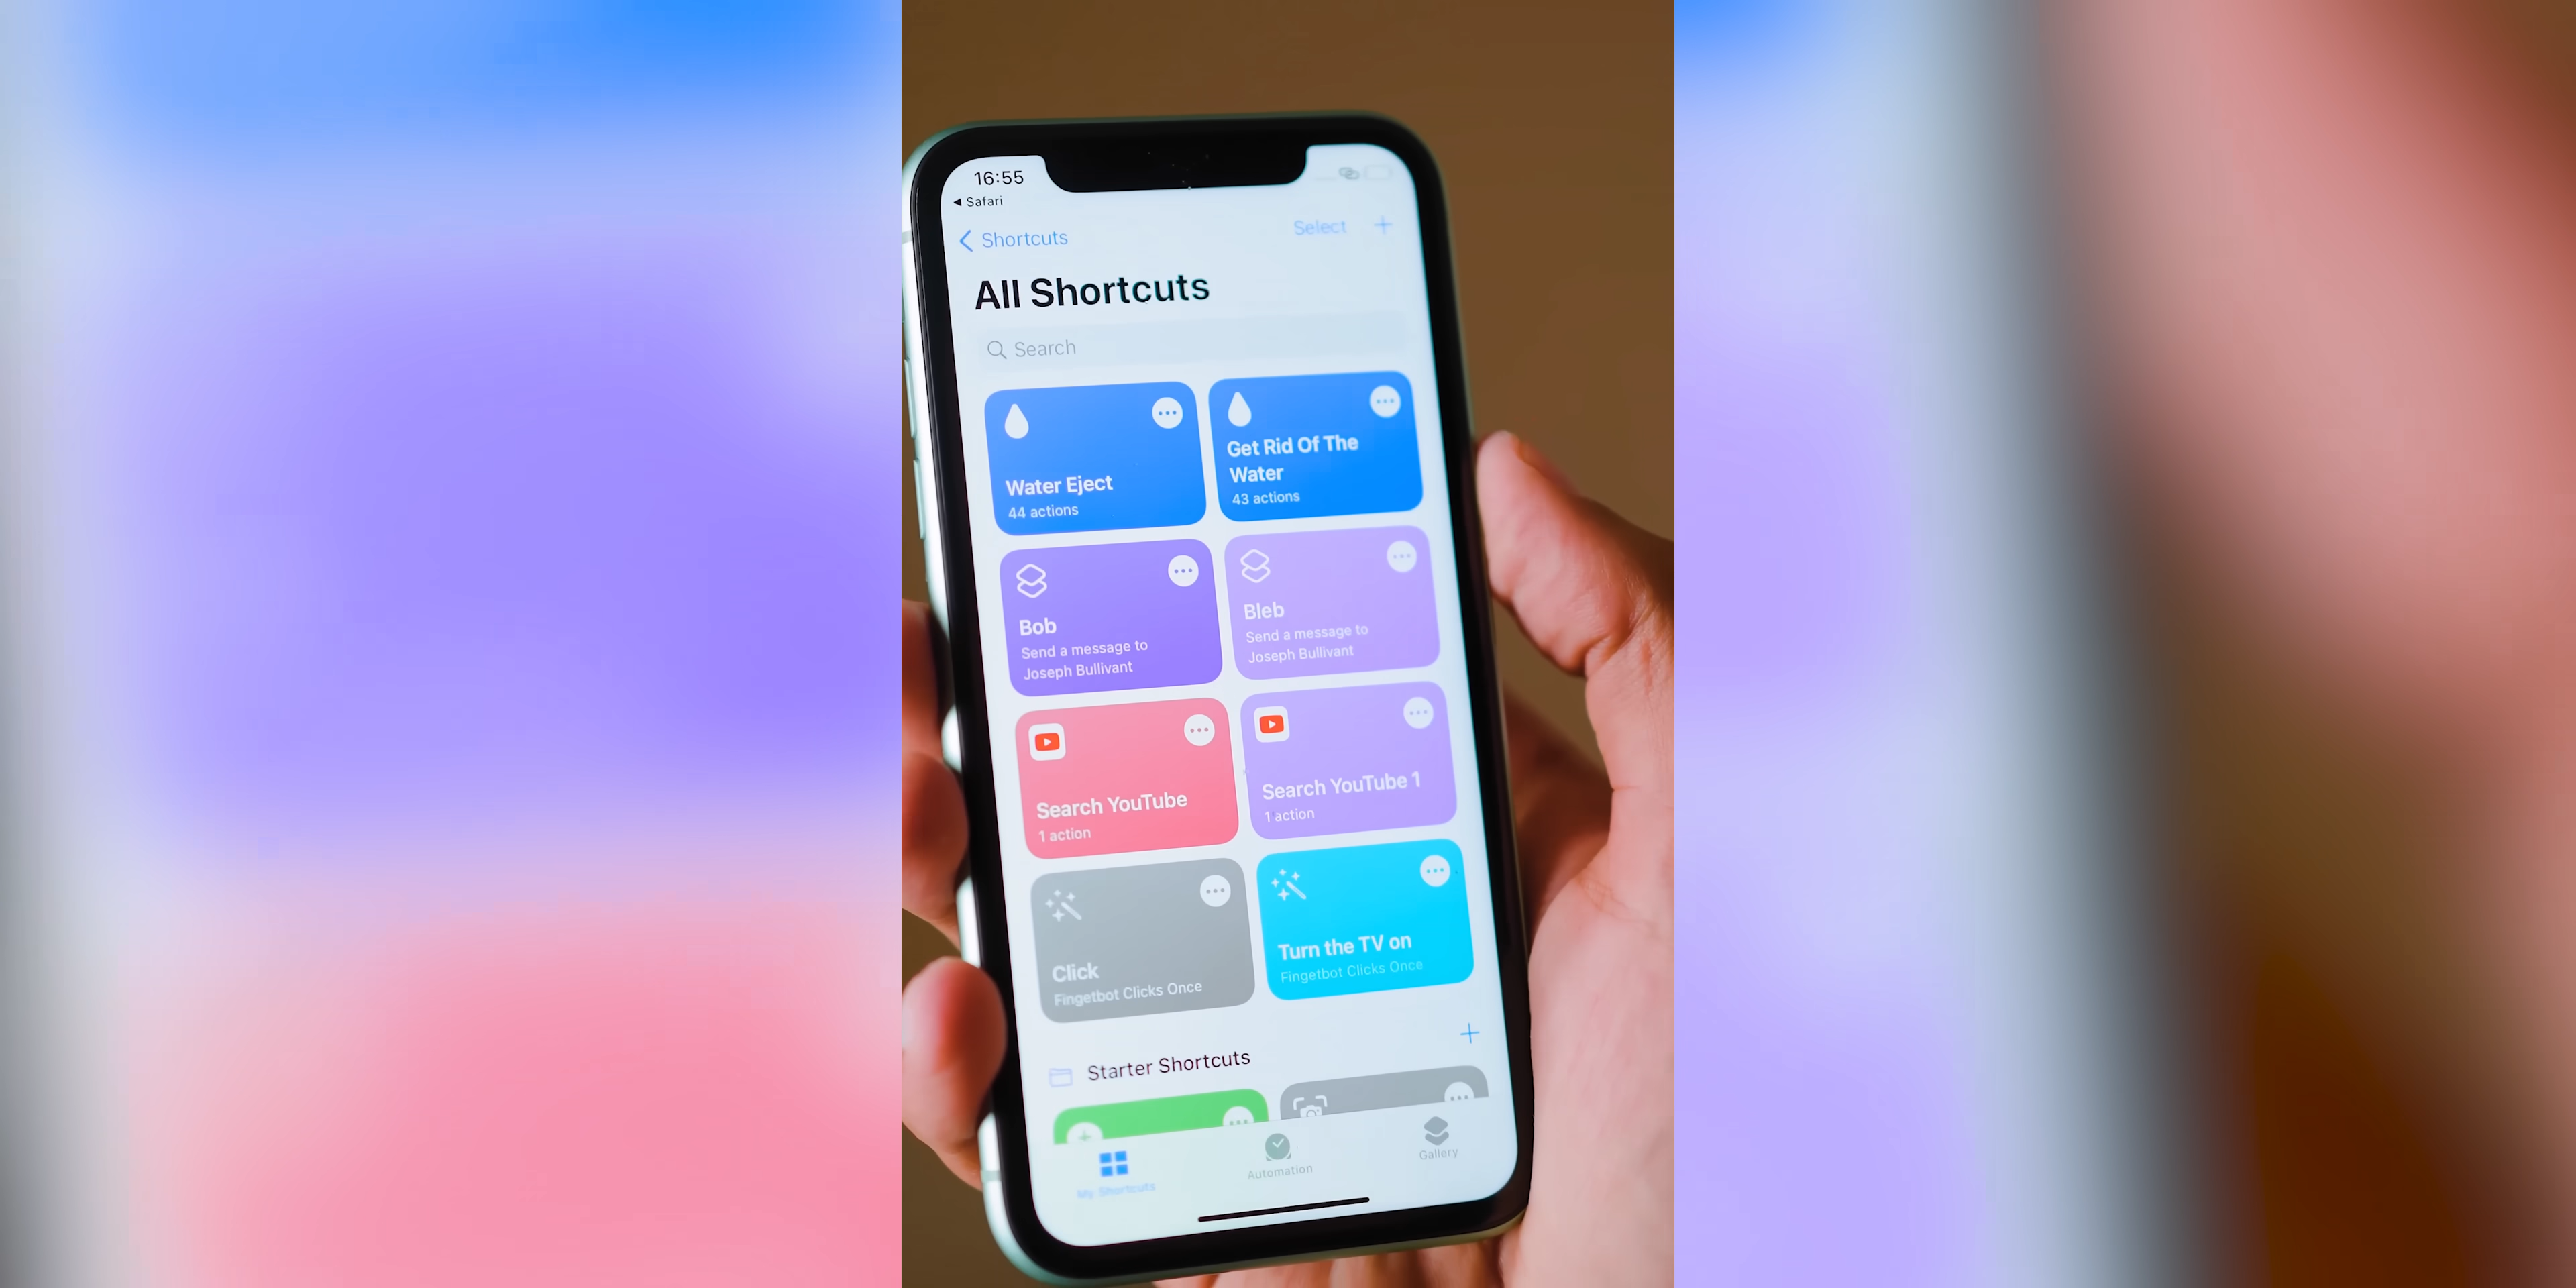 16:55
Safari
Shortcuts
Select
All Shortcuts
Search
Water Eject
44 actions
Get Rid Of The
Water
43 actions
Bob
Send a message to
Joseph Bullivant
Bleb
Send a message to
Joseph Bullivant
Search YouTube
1 action
Search YouTube 1
1 action
Click
Fingetbot Clicks Once
Turn the TV on
Fingetbot Clicks Once
Starter Shortcuts
My Shortcuts
Automation
Gallery